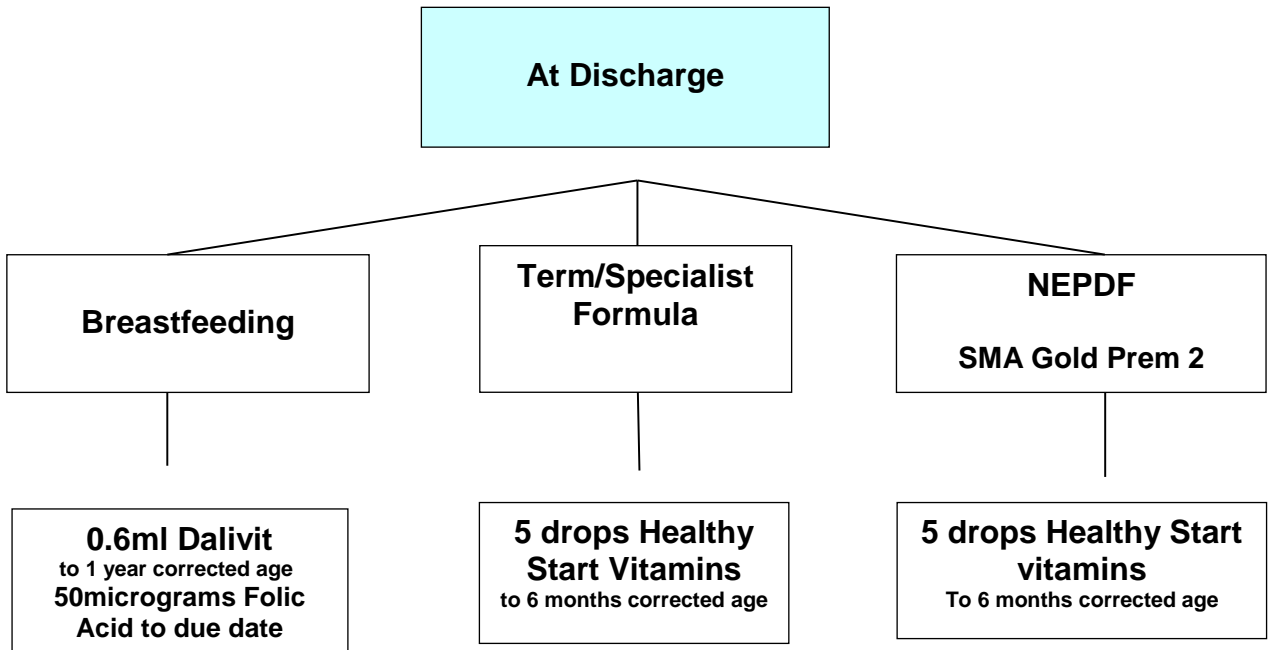 At Discharge
Breastfeeding
Term/Specialist
Formula
NEPDF
SMA Gold Prem 2
0.6ml Dalivit
to 1 year corrected age
50micrograms Folic
Acid to due date
5 drops Healthy
Start Vitamins
to 6 months corrected age
5 drops Healthy Start
vitamins
To 6 months corrected age